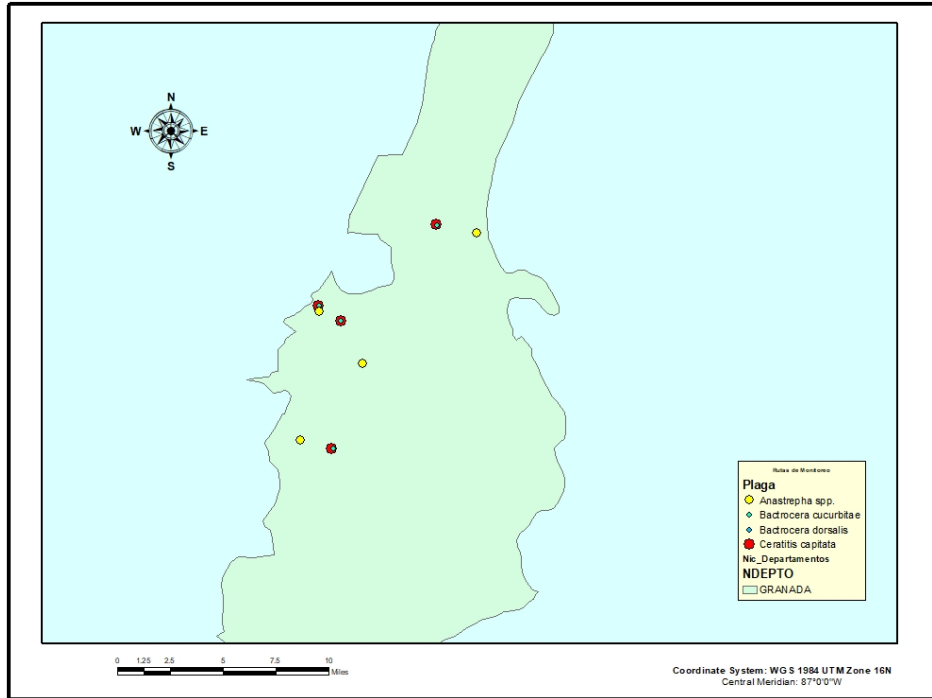 N
W E
S
Rutas de Monitoreo
Plaga
Anastrepha spp.
Bactrocera cucurbitae
Bactrocera dorsalis
Ceratitis capitata
Nic_Departamentos
NDEPTO
GRANADA
0 1.25 2.5 5 7.5 10
Miles
Coordinate System: WGS 1984 UTM Zone 16N
Central Meridian: 87°0'0"W